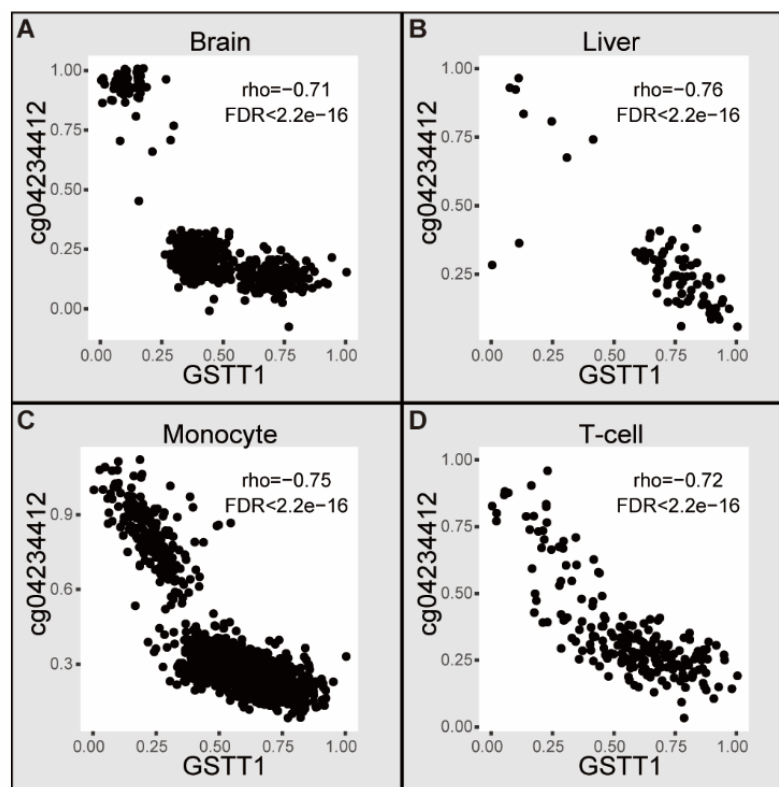 A
Brain
rho=−0.71
FDR<2.2e−16
cg04234412
1.00
0.75
0.50
0.25
0.00
0.00 0.25 0.50 0.75 1.00
GSTT1
B
Liver
rho=−0.76
FDR<2.2e−16
cg04234412
1.00
0.75
0.50
0.25
0.00 0.25 0.50 0.75 1.00
GSTT1
C
Monocyte
rho=−0.75
FDR<2.2e−16
cg04234412
0.9
0.6
0.3
0.00 0.25 0.50 0.75 1.00
GSTT1
D
T-cell
rho=−0.72
FDR<2.2e−16
cg04234412
1.00
0.75
0.50
0.25
0.00
0.00 0.25 0.50 0.75 1.00
GSTT1